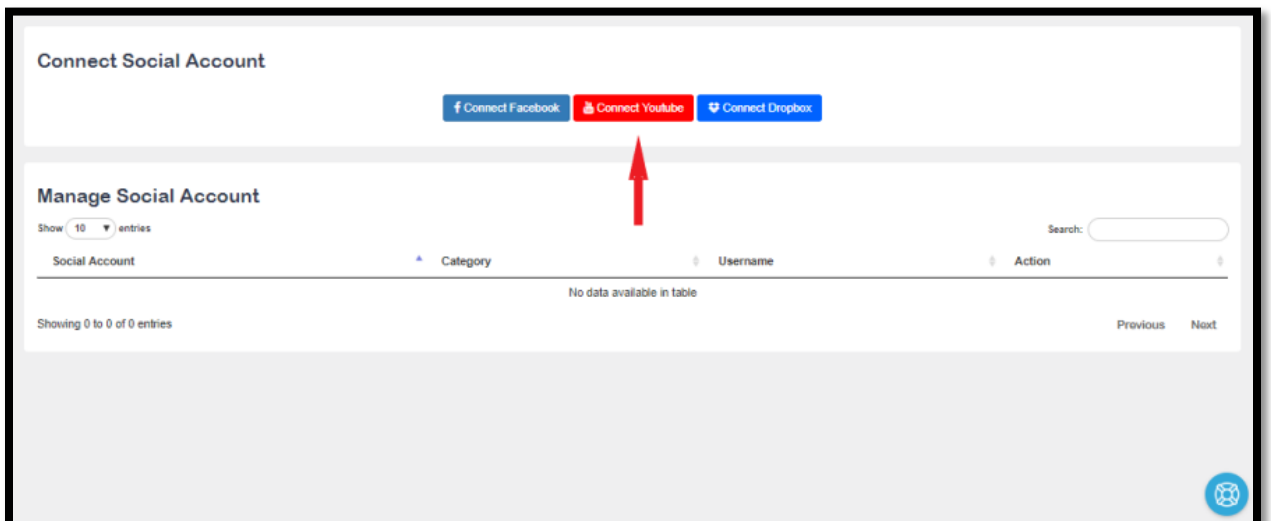 Connect Social Account
Connect Facebook Connect Youtube Connect Dropbox
Manage Social Account
Show 10 entries Search:
Social Account Category Username Action
No data available in table
Showing 0 to 0 of 0 entries Previous Next